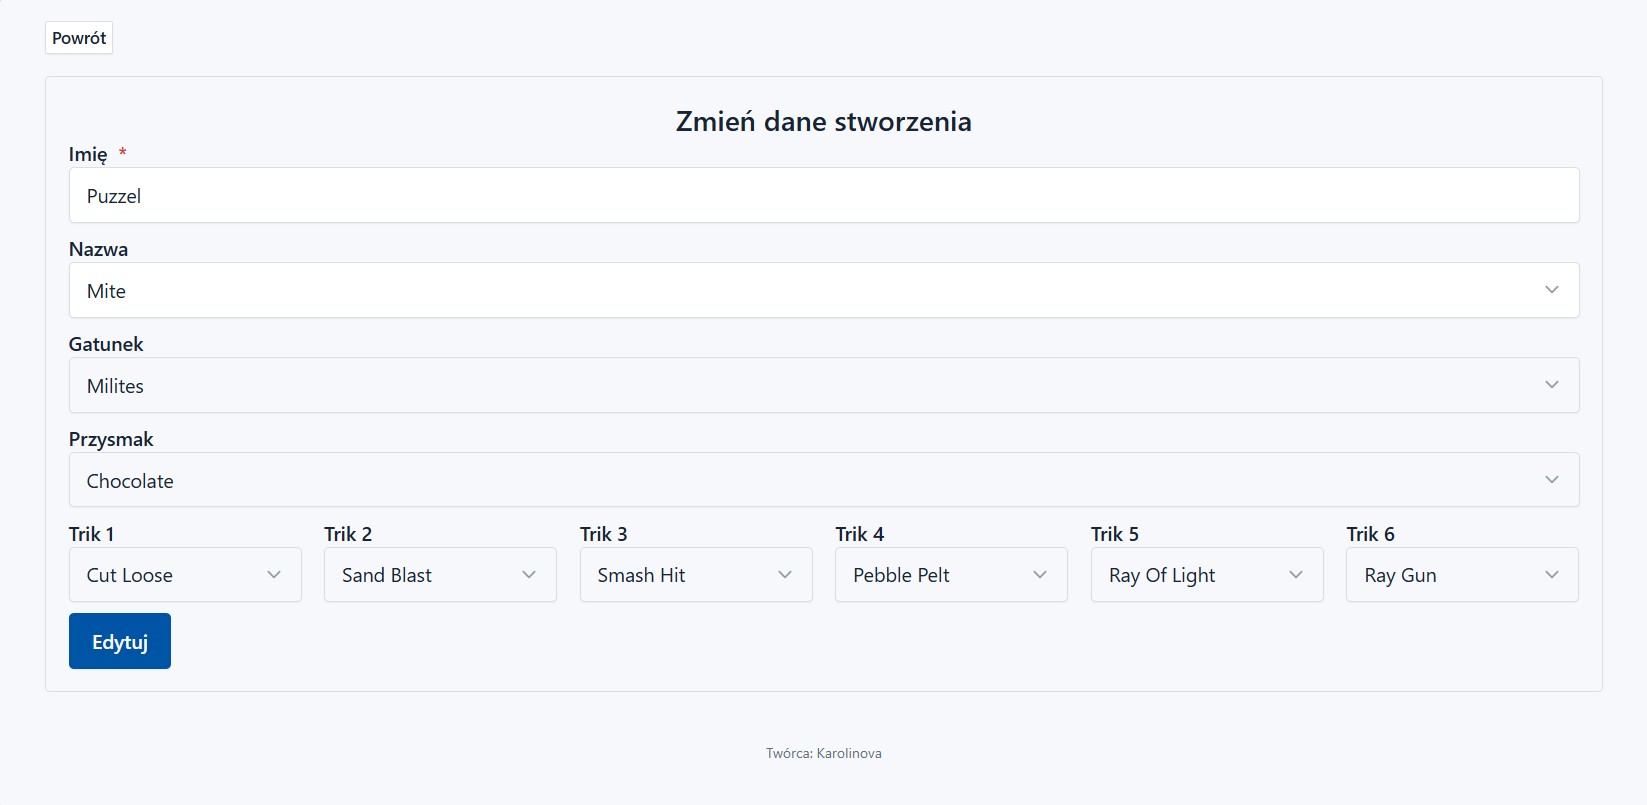 Powrót
Zmień dane stworzenia
Imię *
Puzzel
Nazwa
Mite
Gatunek
Milites
Przysmak
Chocolate
Trik 1 Trik 2 Trik 3 Trik 4 Trik 5 Trik 6
Cut Loose Sand Blast Smash Hit Pebble Pelt Ray Of Light Ray Gun
Edytuj
Twórca: Karolinova